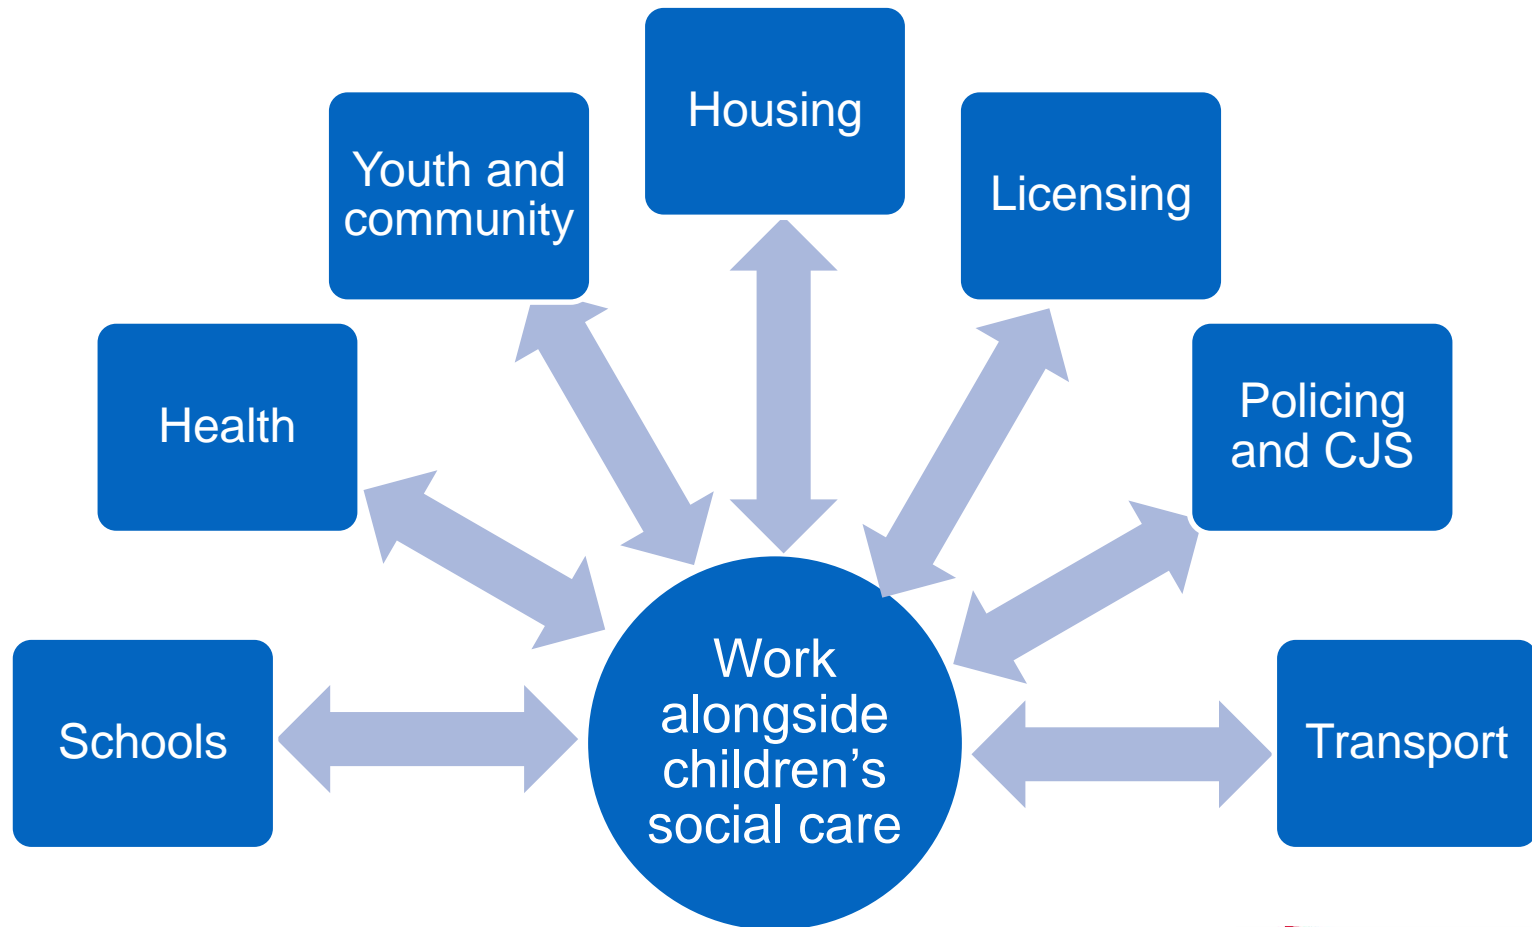 Housing
Youth and
community
Licensing
Health
Policing
and CJS
Schools
Work
alongside
children's
social care
Transport